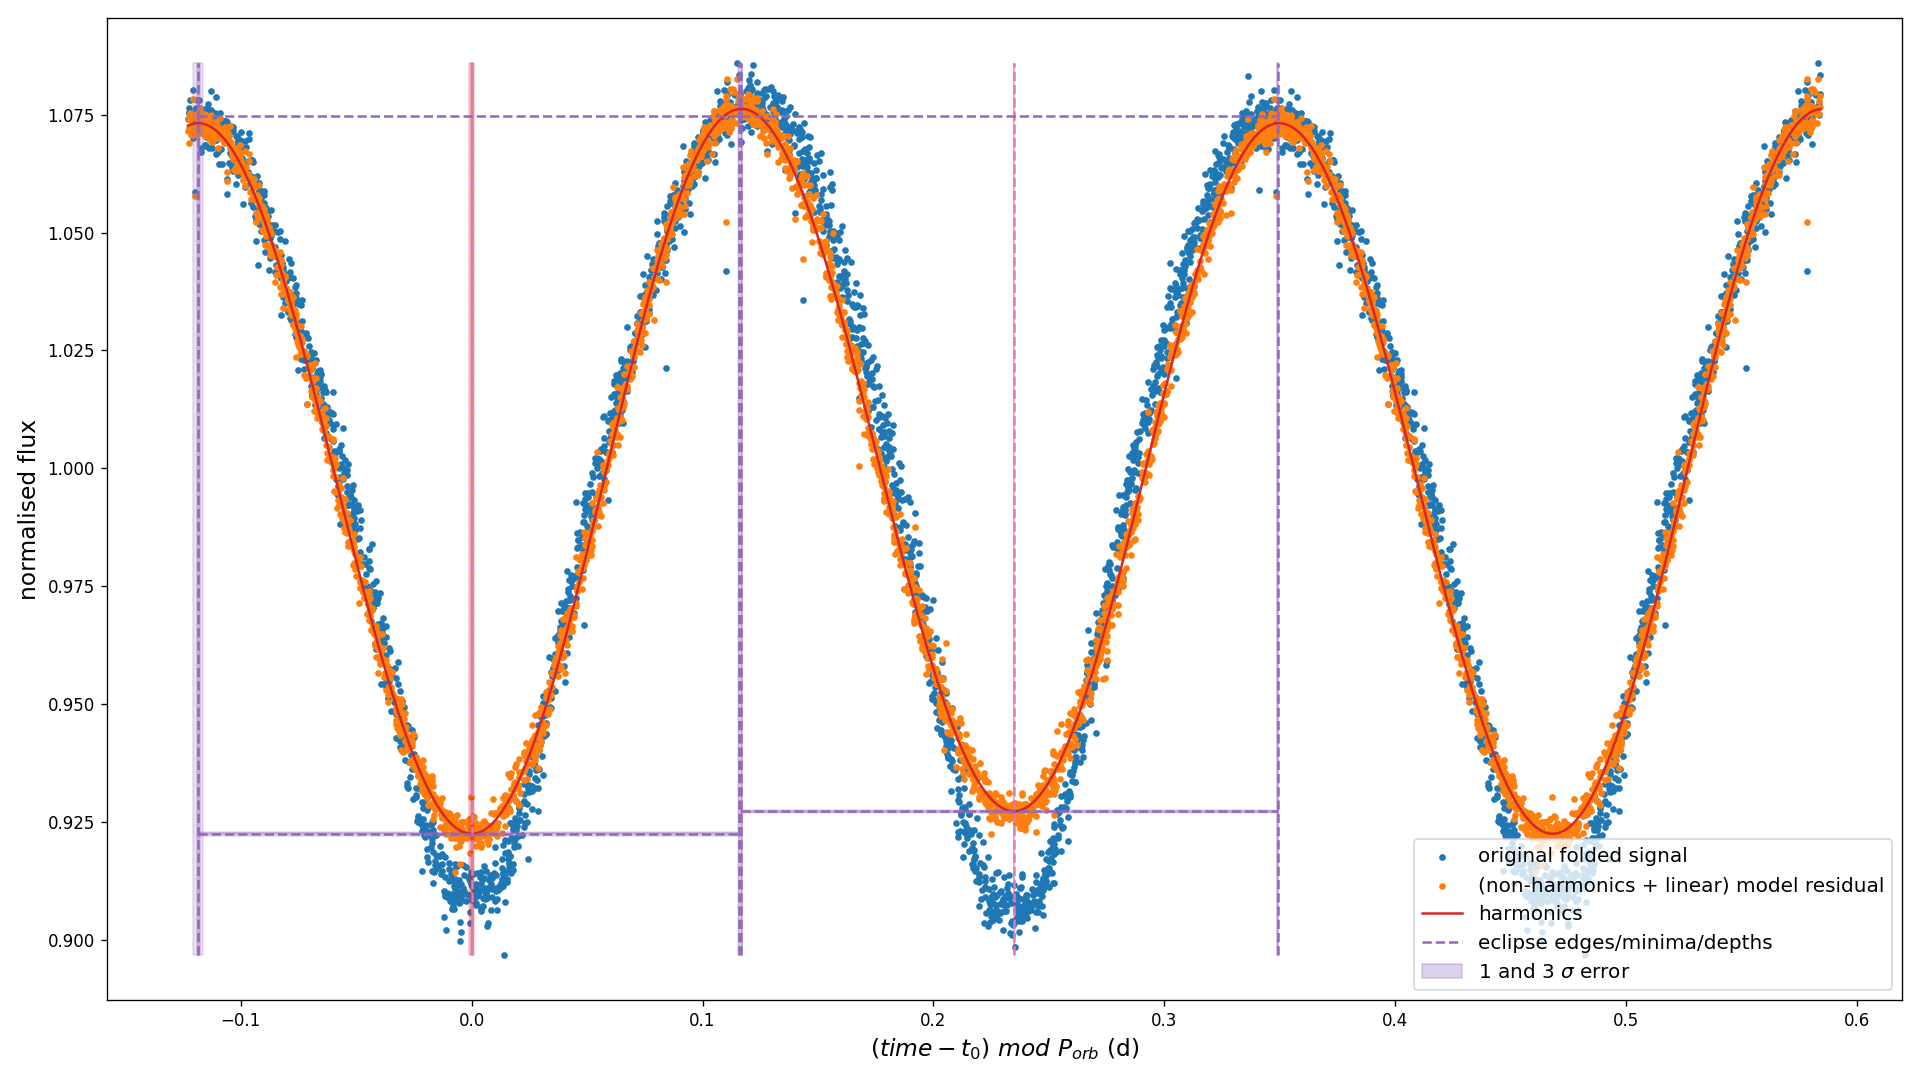 normalised flux
1.075
1.050
1.025
1.000
0.975
0.950
0.925
0.900
−0.1 0.0 0.1 0.2 0.3 0.4 0.5 0.6
(time − t₀) mod Pₒᵣb (d)
original folded signal
(non-harmonics + linear) model residual
harmonics
eclipse edges/minima/depths
1 and 3 σ error